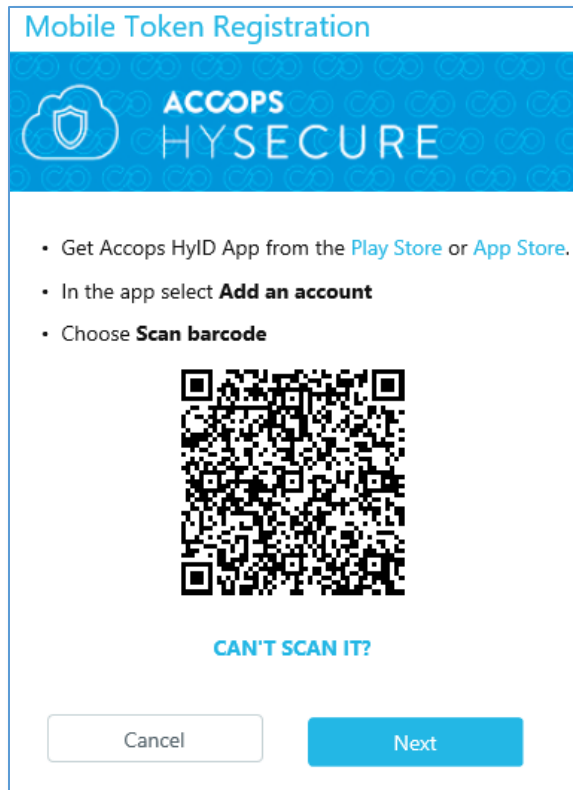 Mobile Token Registration
ACCOPS
HYSECURE
• Get Accops HyID App from the Play Store or App Store.
• In the app select Add an account
• Choose Scan barcode
CAN'T SCAN IT?
Cancel
Next